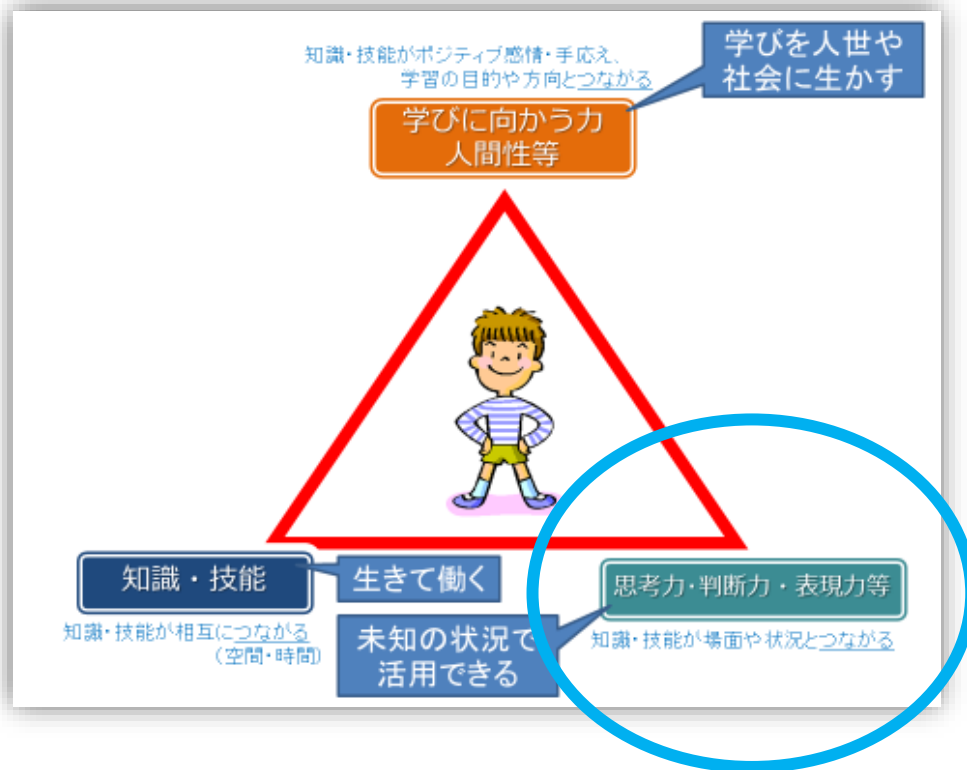 知識・技能がポジティブ感情・手応え、
学習の目的や方向とつながる
学びを人世や
社会に生かす
学びに向かう力
人間性等
知識・技能
生きて働く
思考力・判断力・表現力等
知識・技能が相互につながる
(空間・時間)
未知の状況で
活用できる
知識・技能が場面や状況とつながる